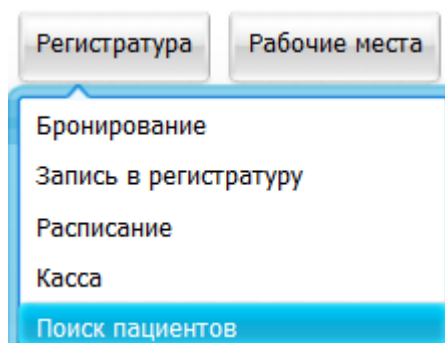 Регистратура Рабочие места
Бронирование
Запись в регистратуру
Расписание
Касса
Поиск пациентов